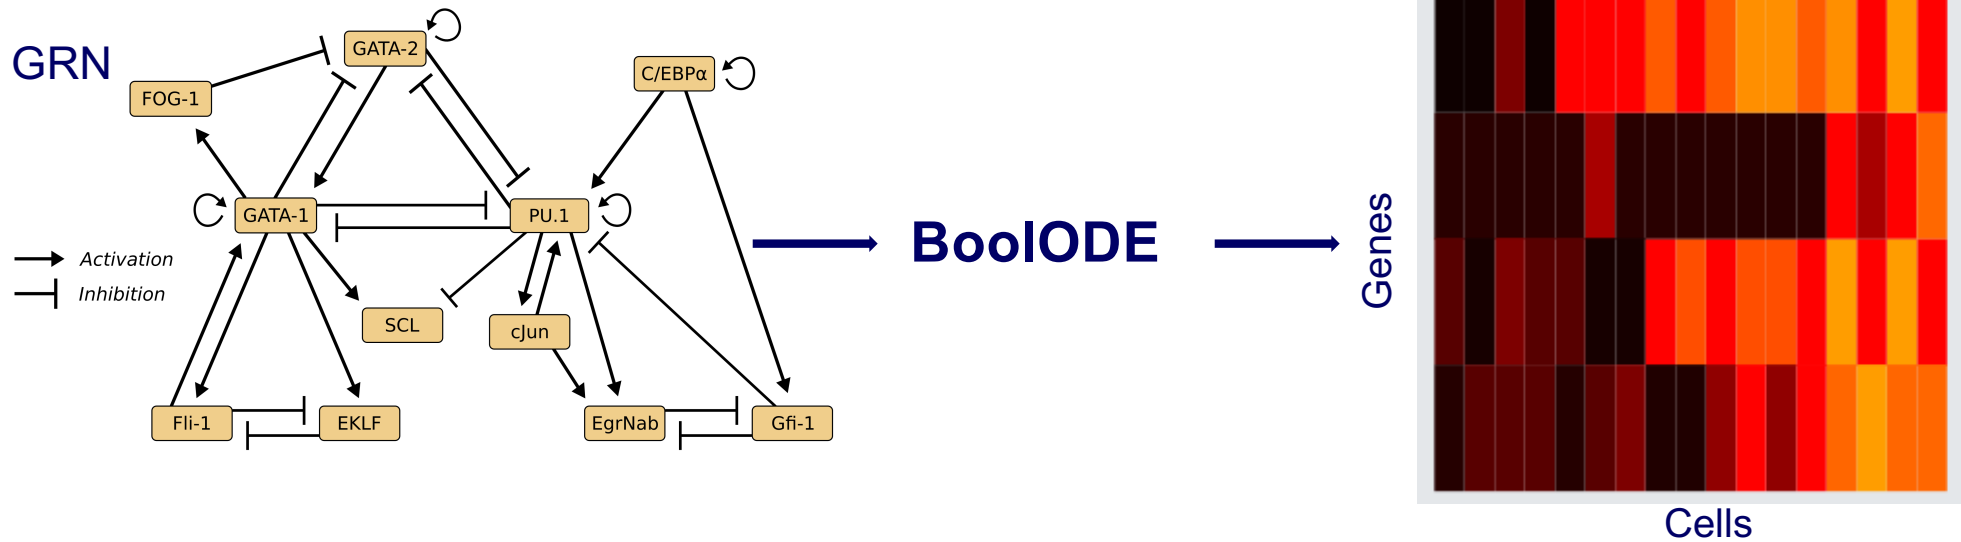 GRN
GATA-2
C/EBPα
FOG-1
GATA-1
PU.1
Activation
Inhibition
SCL
cJun
Fli-1
EKLF
EgrNab
Gfi-1
BoolODE
Genes
Cells